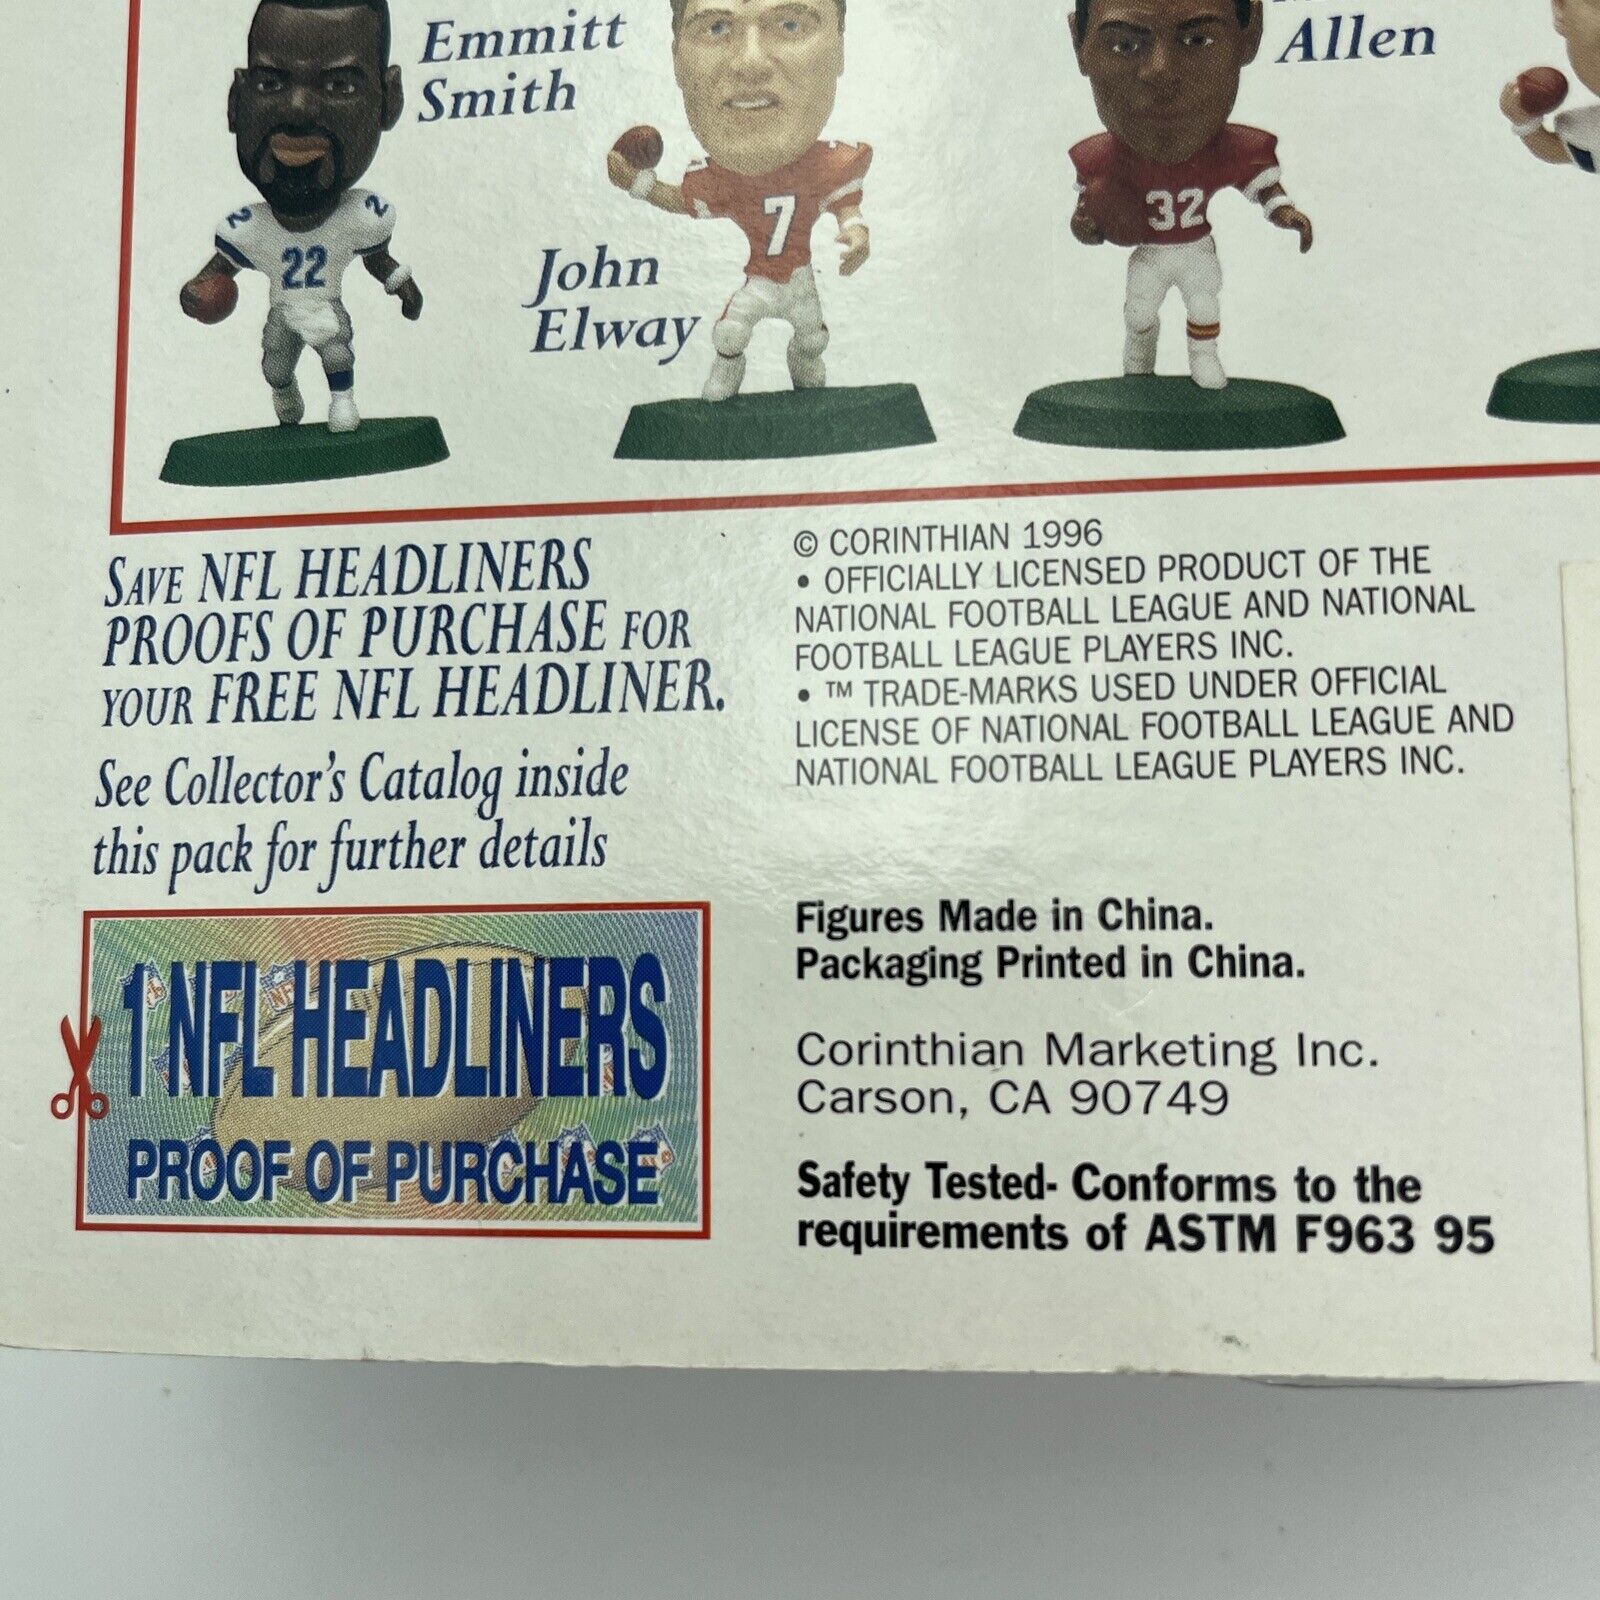 Emmitt
Smith
Allen
2
2
22
7
32
John
Elway
SAVE NFL HEADLINERS
PROOFS OF PURCHASE FOR
YOUR FREE NFL HEADLINER.
See Collector's Catalog inside
this pack for further details
© CORINTHIAN 1996
• OFFICIALLY LICENSED PRODUCT OF THE
NATIONAL FOOTBALL LEAGUE AND NATIONAL
FOOTBALL LEAGUE PLAYERS INC.
• ™ TRADE-MARKS USED UNDER OFFICIAL
LICENSE OF NATIONAL FOOTBALL LEAGUE AND
NATIONAL FOOTBALL LEAGUE PLAYERS INC.
1 NFL HEADLINERS
PROOF OF PURCHASE
Figures Made in China.
Packaging Printed in China.
Corinthian Marketing Inc.
Carson, CA 90749
Safety Tested- Conforms to the
requirements of ASTM F963 95